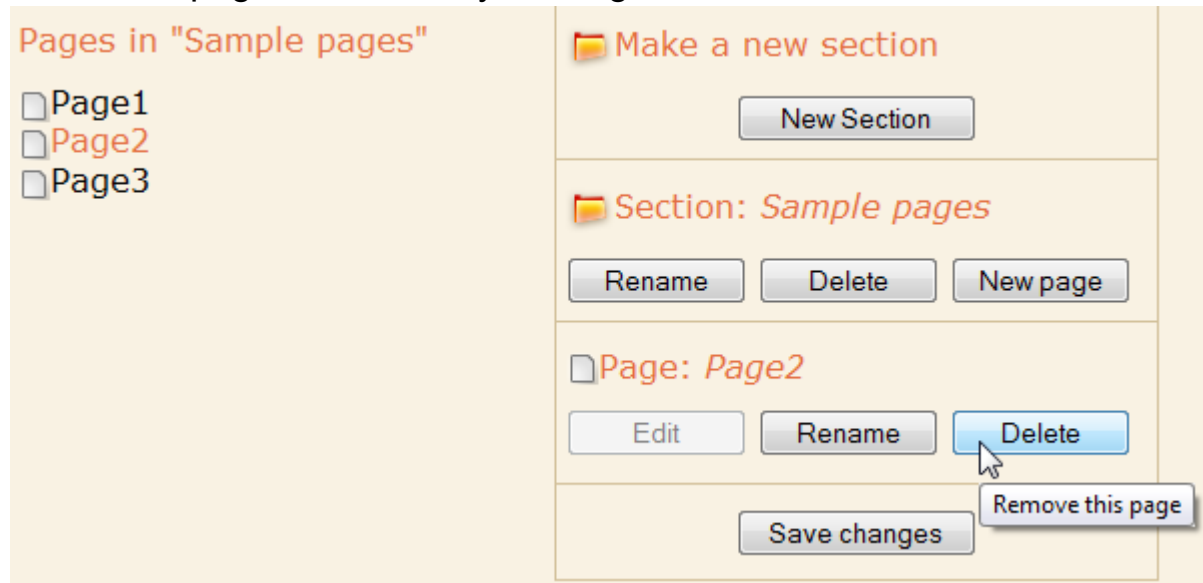 Pages in "Sample pages"
Page1
Page2
Page3
Make a new section
New Section
Section: Sample pages
Rename Delete New page
Page: Page2
Edit Rename Delete
Remove this page
Save changes